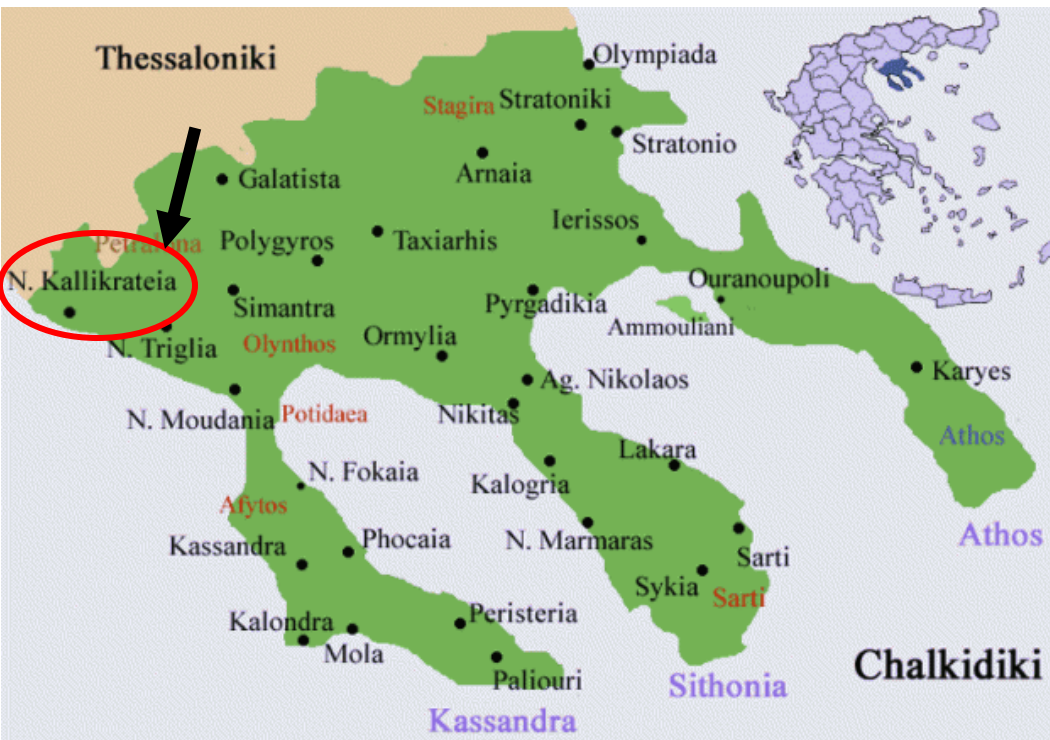 Olympiada
Thessaloniki
Stagira
Stratoniki
Stratonio
Arnaia
Galatista
Ierissos
Petralona
Polygyros
Taxiarhis
N. Kallikrateia
Ouranoupoli
Simantra
Pyrgadikia
Ammouliani
N. Triglia
Olynthos
Ormylia
Karyes
Ag. Nikolaos
N. Moudania
Potidaea
Nikitas
Athos
Lakara
N. Fokaia
Kalogria
Afytos
Athos
Kassandra
Phocaia
N. Marmaras
Sarti
Sykia
Sarti
Peristeria
Kalondra
Mola
Chalkidiki
Paliouri
Sithonia
Kassandra